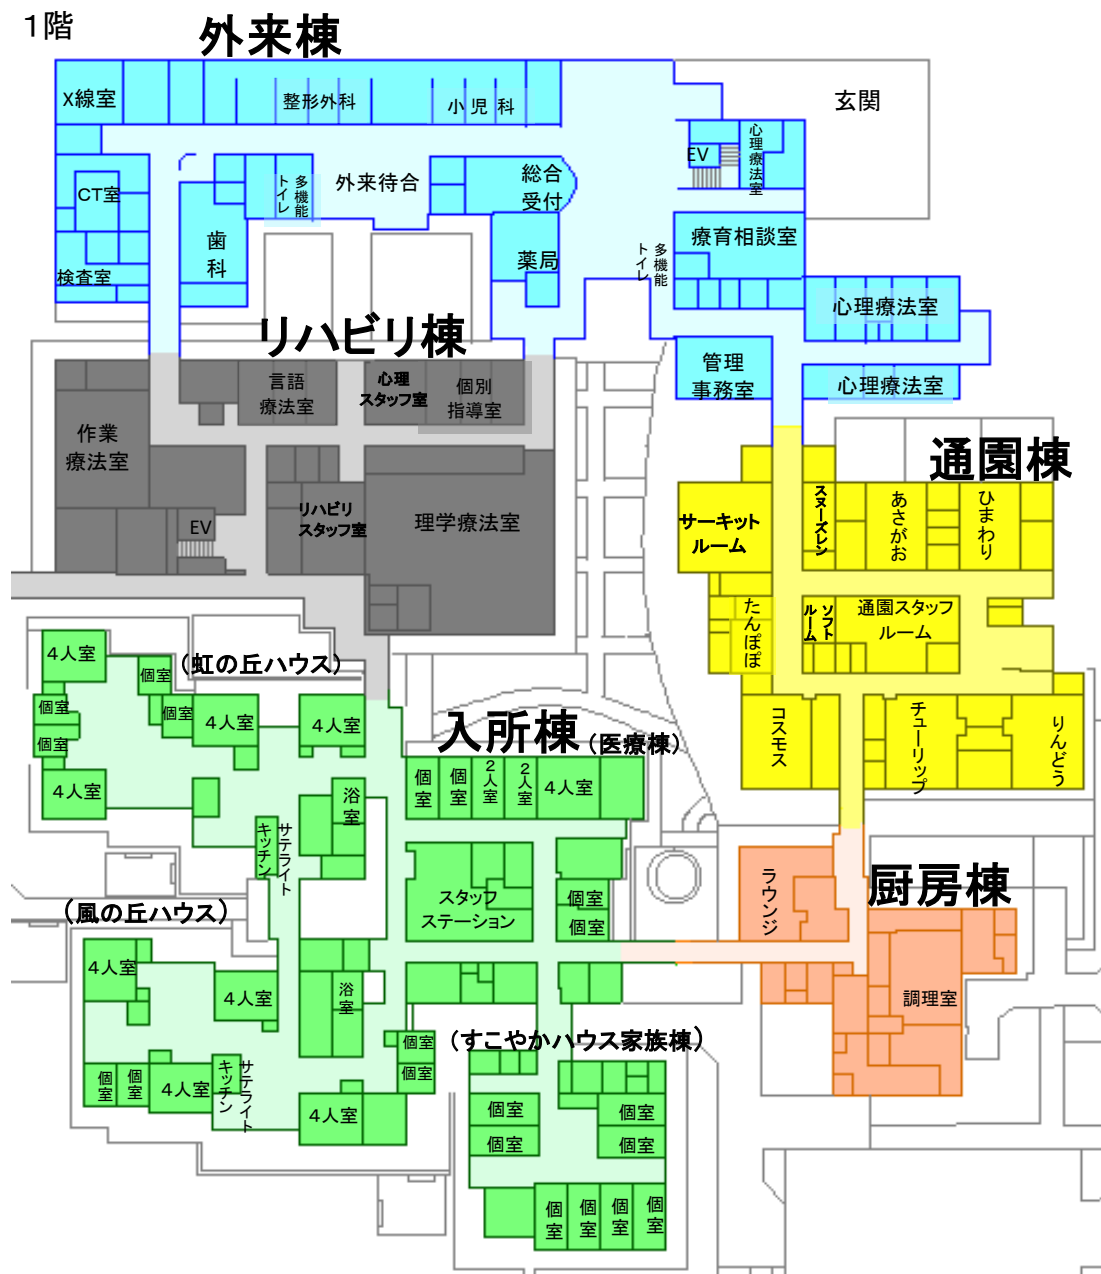 1階
外来棟
X線室
整形外科
小児科
玄関
EV
心理療法室
CT室
多機能
トイレ
外来待合
総合
受付
歯
科
薬局
検査室
療育相談室
多機能
トイレ
心理療法室
管理
事務室
心理療法室
リハビリ棟
言語
療法室
心理
スタッフ室
個別
指導室
作業
療法室
EV
リハビリ
スタッフ室
理学療法室
通園棟
サーキット
ルーム
スヌーズレン
あさがお
ひまわり
たんぽぽ
ソフト
ルーム
通園スタッフ
ルーム
コスモス
チューリップ
りんどう
入所棟(医療棟)
(虹の丘ハウス)
4人室
個室
個室
個室
個室
4人室
4人室
4人室
浴室
サテライト
キッチン
個室
個室
2人室
2人室
4人室
スタッフ
ステーション
個室
個室
(風の丘ハウス)
4人室
4人室
浴室
個室
個室
4人室
サテライト
キッチン
4人室
個室
個室
(すこやかハウス家族棟)
個室
個室
個室
個室
個室
個室
個室
個室
厨房棟
ラウンジ
調理室